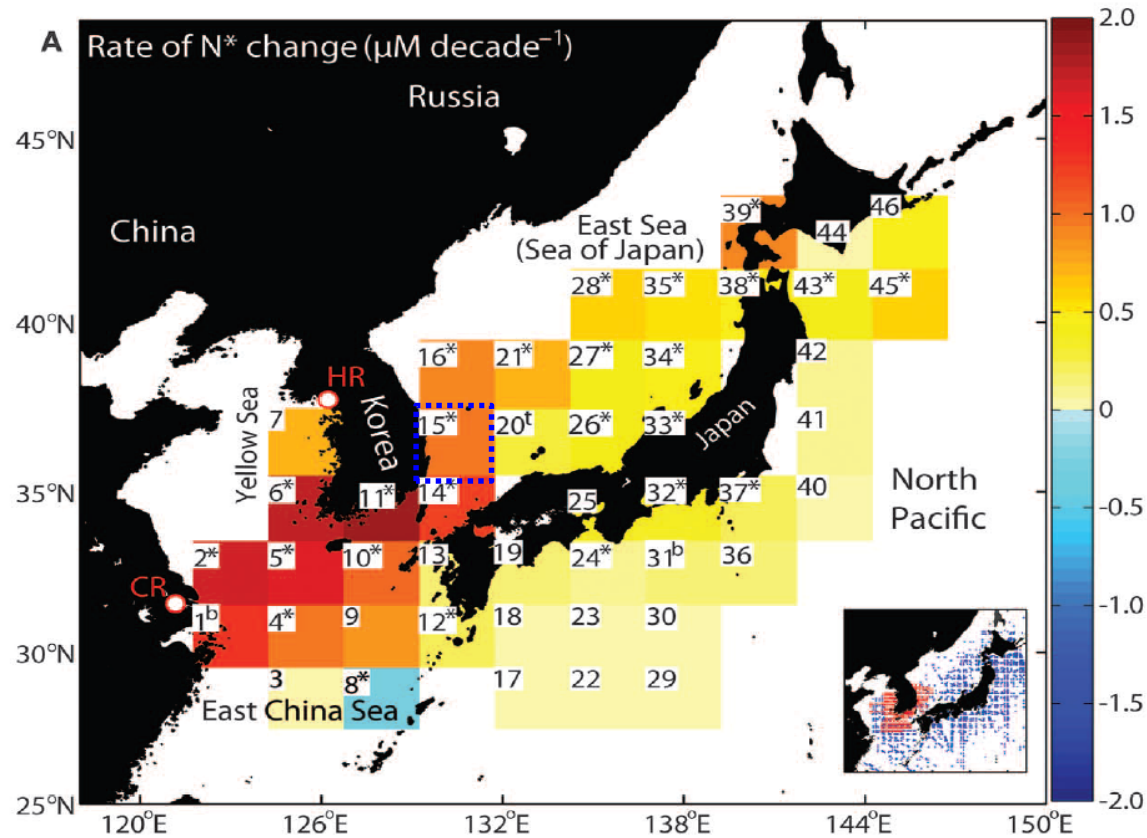 A
Rate of N* change (μM decade⁻¹)
2.0
Russia
1.5
45°N
39*
46
China
East Sea
44
(Sea of Japan)
1.0
28*
35*
38*
43*
45*
40°N
0.5
16*
21*
27*
34*
42
HR
Yellow Sea
Korea
Japan
7
15*
20ᵗ
26*
33*
41
0
35°N
6*
11*
14*
25
32*
37*
40
North
Pacific
-0.5
2*
5*
10*
13
19
24*
31ᵇ
36
CR
1ᵇ
4*
9
12*
18
23
30
-1.0
30°N
3
8*
17
22
29
East China Sea
-1.5
25°N
-2.0
120°E
126°E
132°E
138°E
144°E
150°E